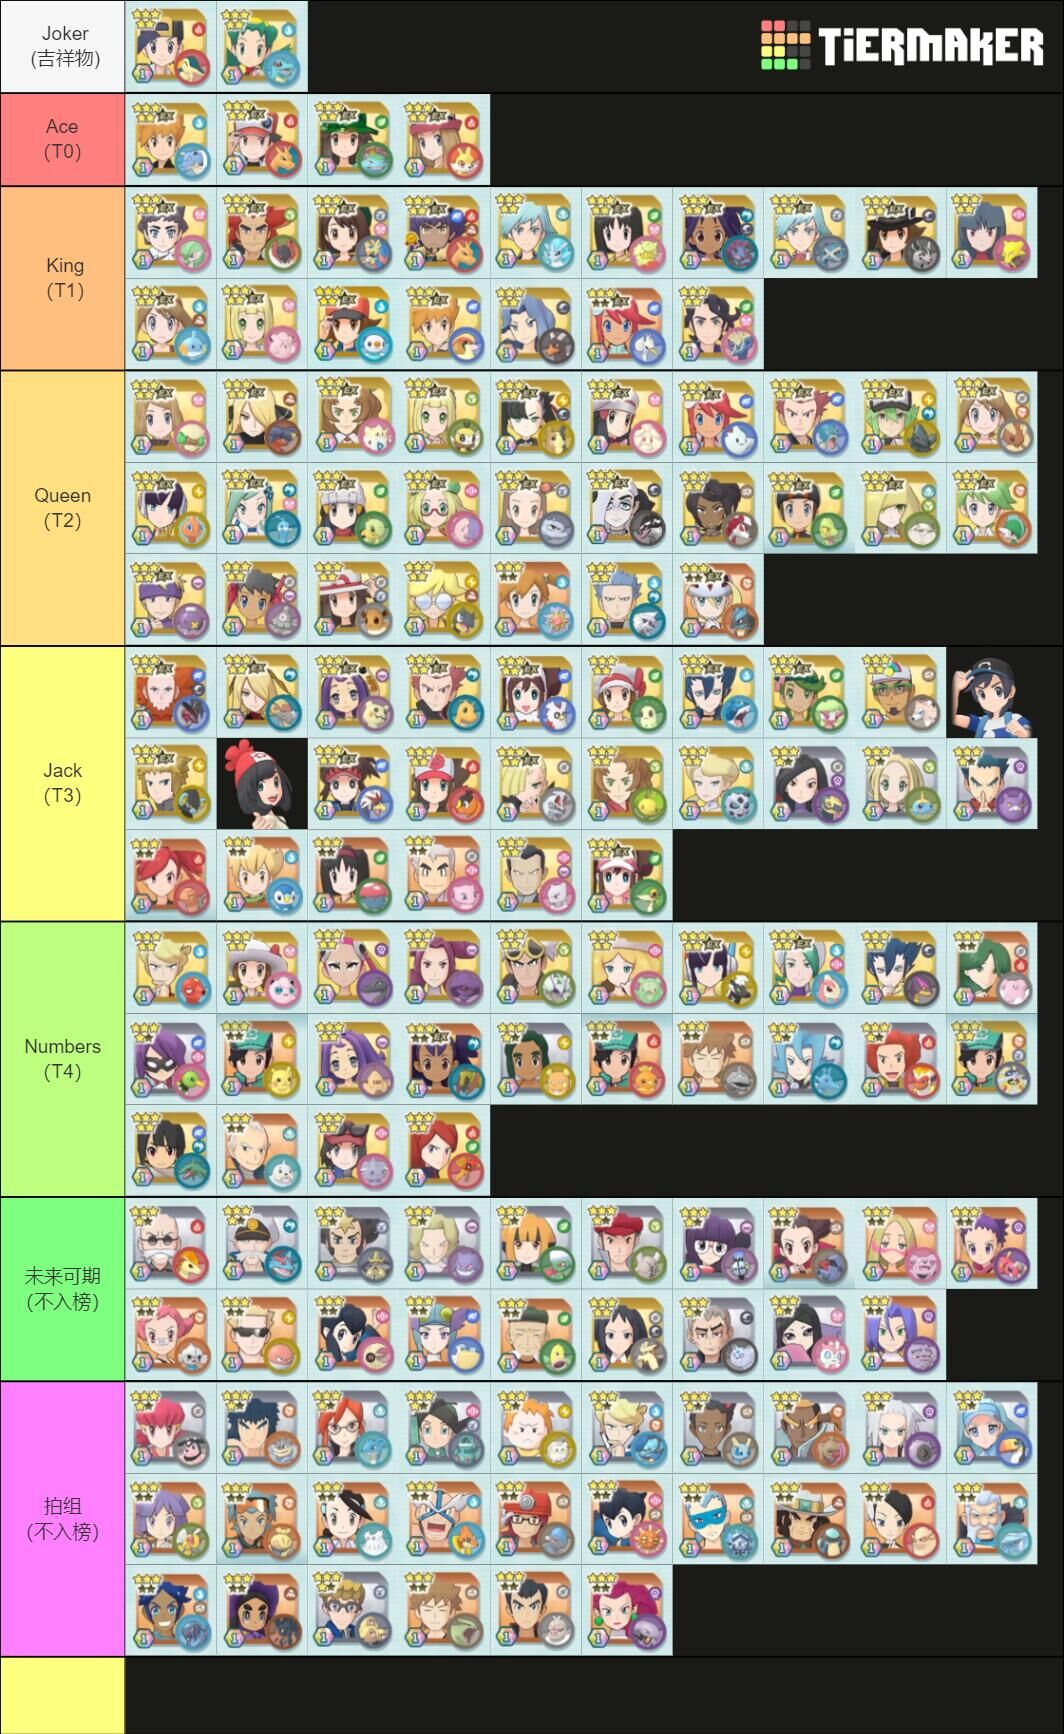 Joker
(吉祥物)
TiERMAKER
Ace
(T0)
King
(T1)
Queen
(T2)
Jack
(T3)
Numbers
(T4)
未来可期
(不入榜)
拍组
(不入榜)